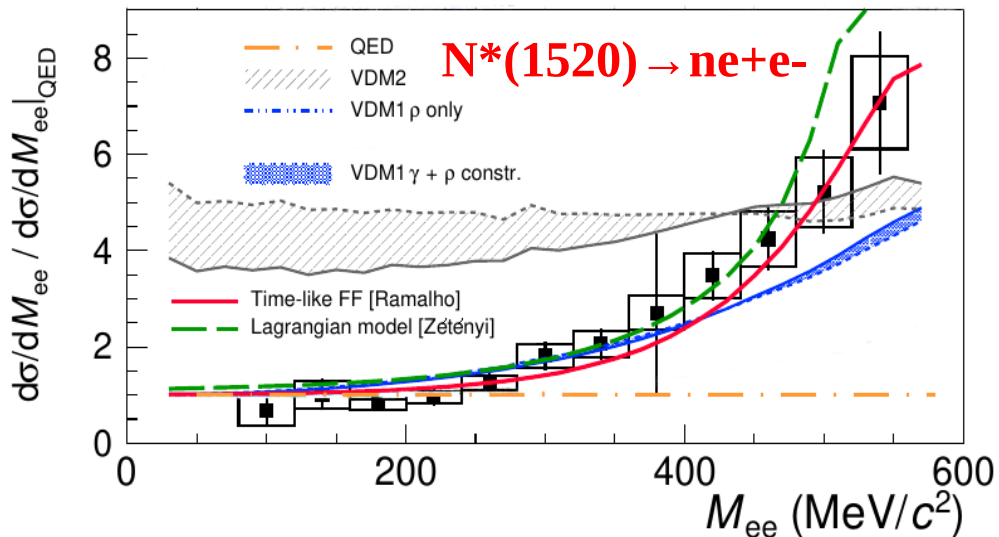 N*(1520)→ne+e-
QED
VDM2
VDM1 ρ only
VDM1 γ + ρ constr.
Time-like FF [Ramalho]
Lagrangian model [Zétényi]
dσ/dMee / dσ/dMee|QED
8
6
4
2
0
0 200 400 600
Mee (MeV/c²)